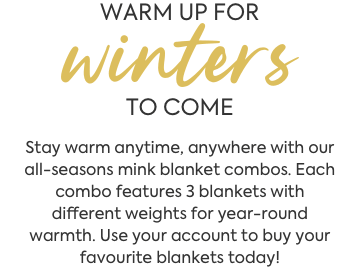 WARM UP FOR
winters
TO COME
Stay warm anytime, anywhere with our
all-seasons mink blanket combos. Each
combo features 3 blankets with
different weights for year-round
warmth. Use your account to buy your
favourite blankets today!